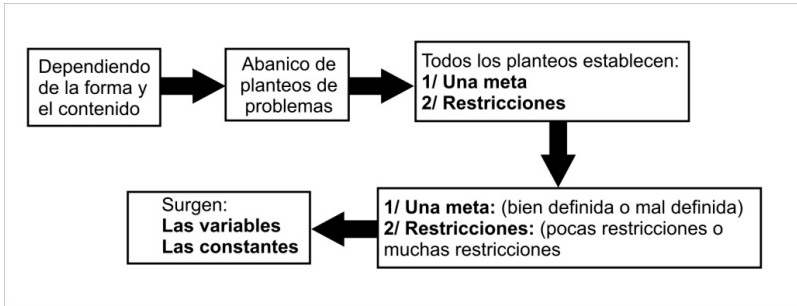 Dependiendo
de la forma y
el contenido
Abanico de
planteos de
problemas
Todos los planteos establecen:
1/ Una meta
2/ Restricciones
1/ Una meta: (bien definida o mal definida)
2/ Restricciones: (pocas restricciones o
muchas restricciones
Surgen:
Las variables
Las constantes